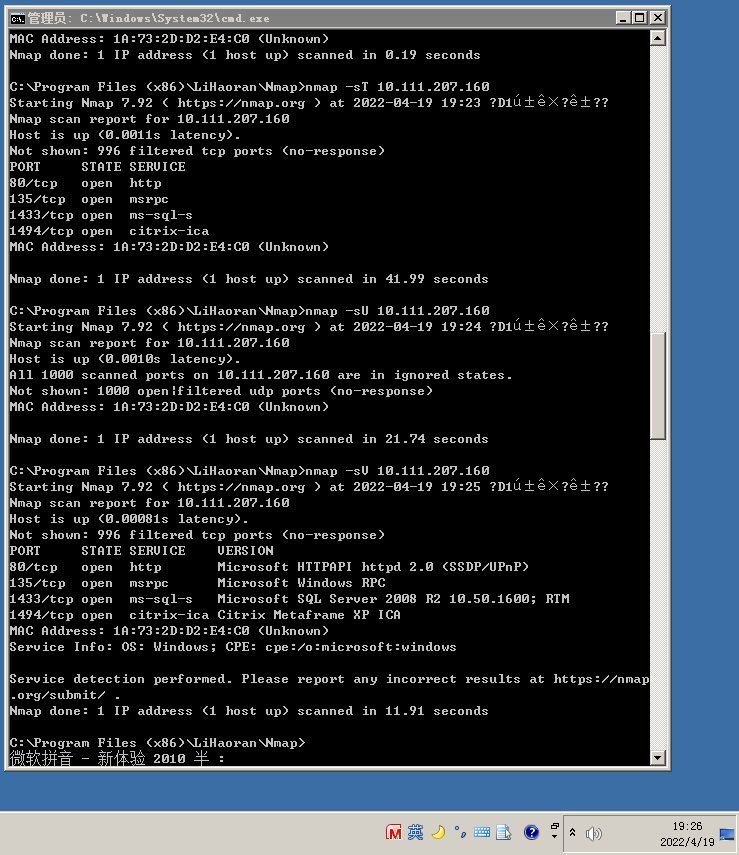 管理员: C:\Windows\System32\cmd.exe
MAC Address: 1A:73:2D:D2:E4:C0 (Unknown)
Nmap done: 1 IP address (1 host up) scanned in 0.19 seconds
C:\Program Files (x86)\LiHaoran\Nmap>nmap -sT 10.111.207.160
Starting Nmap 7.92 ( https://nmap.org ) at 2022-04-19 19:23 ?D1ú±ê×?ê±??
Nmap scan report for 10.111.207.160
Host is up (0.0011s latency).
Not shown: 996 filtered tcp ports (no-response)
PORT     STATE SERVICE
80/tcp   open  http
135/tcp  open  msrpc
1433/tcp open  ms-sql-s
1494/tcp open  citrix-ica
MAC Address: 1A:73:2D:D2:E4:C0 (Unknown)
Nmap done: 1 IP address (1 host up) scanned in 41.99 seconds
C:\Program Files (x86)\LiHaoran\Nmap>nmap -sU 10.111.207.160
Starting Nmap 7.92 ( https://nmap.org ) at 2022-04-19 19:24 ?D1ú±ê×?ê±??
Nmap scan report for 10.111.207.160
Host is up (0.0010s latency).
All 1000 scanned ports on 10.111.207.160 are in ignored states.
Not shown: 1000 open|filtered udp ports (no-response)
MAC Address: 1A:73:2D:D2:E4:C0 (Unknown)
Nmap done: 1 IP address (1 host up) scanned in 21.74 seconds
C:\Program Files (x86)\LiHaoran\Nmap>nmap -sV 10.111.207.160
Starting Nmap 7.92 ( https://nmap.org ) at 2022-04-19 19:25 ?D1ú±ê×?ê±??
Nmap scan report for 10.111.207.160
Host is up (0.00081s latency).
Not shown: 996 filtered tcp ports (no-response)
PORT     STATE SERVICE    VERSION
80/tcp   open  http       Microsoft HTTPAPI httpd 2.0 (SSDP/UPnP)
135/tcp  open  msrpc      Microsoft Windows RPC
1433/tcp open  ms-sql-s   Microsoft SQL Server 2008 R2 10.50.1600; RTM
1494/tcp open  citrix-ica Citrix Metaframe XP ICA
MAC Address: 1A:73:2D:D2:E4:C0 (Unknown)
Service Info: OS: Windows; CPE: cpe:/o:microsoft:windows
Service detection performed. Please report any incorrect results at https://nmap
.org/submit/ .
Nmap done: 1 IP address (1 host up) scanned in 11.91 seconds
C:\Program Files (x86)\LiHaoran\Nmap>
微软拼音 - 新体验 2010 半 :
M 英
19:26
2022/4/19